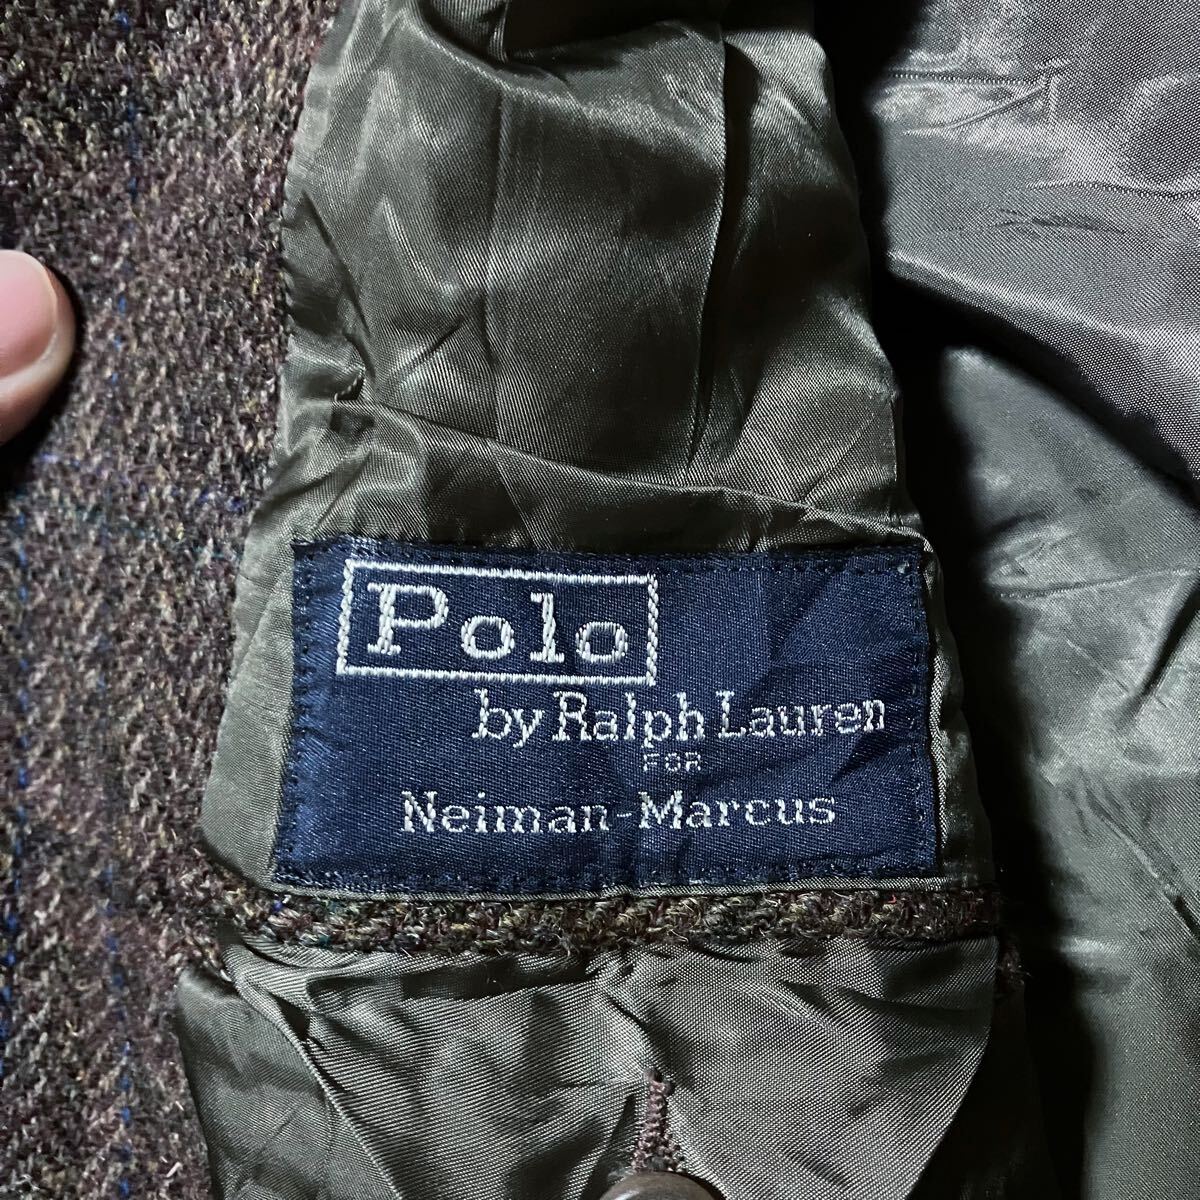 Polo
by Ralph Lauren
FOR
Neiman-Marcus